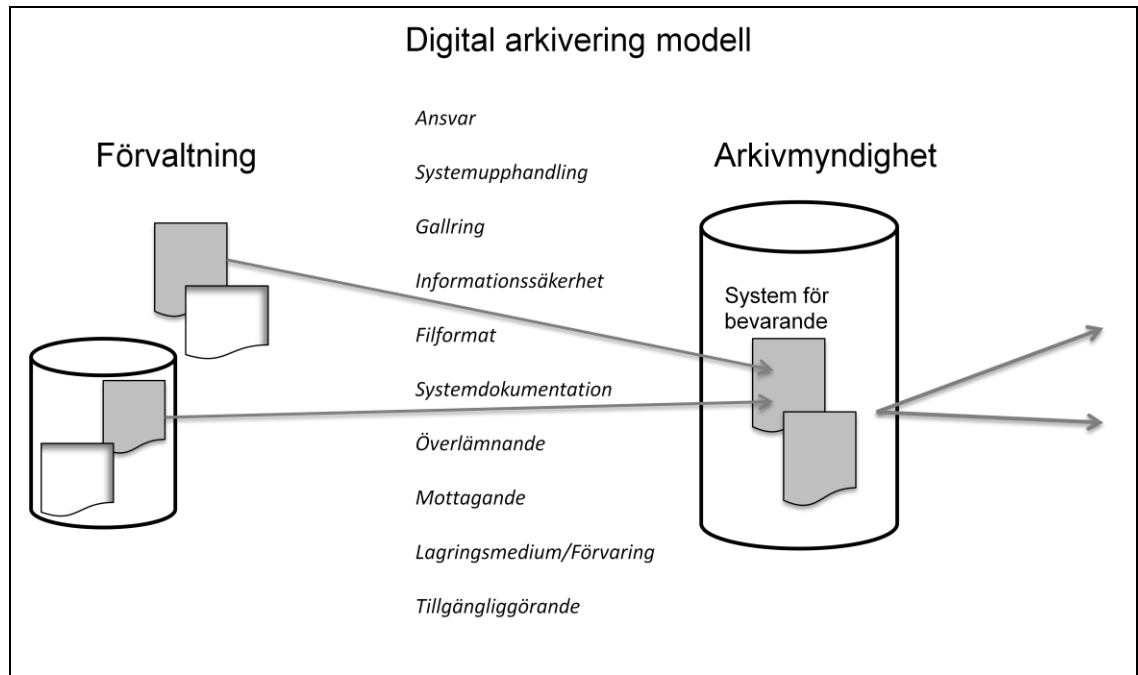 Digital arkivering modell
Förvaltning
Ansvar
Systemupphandling
Gallring
Informationssäkerhet
Filformat
Systemdokumentation
Överlämnande
Mottagande
Lagringsmedium/Förvaring
Tillgängliggörande
Arkivmyndighet
System för
bevarande